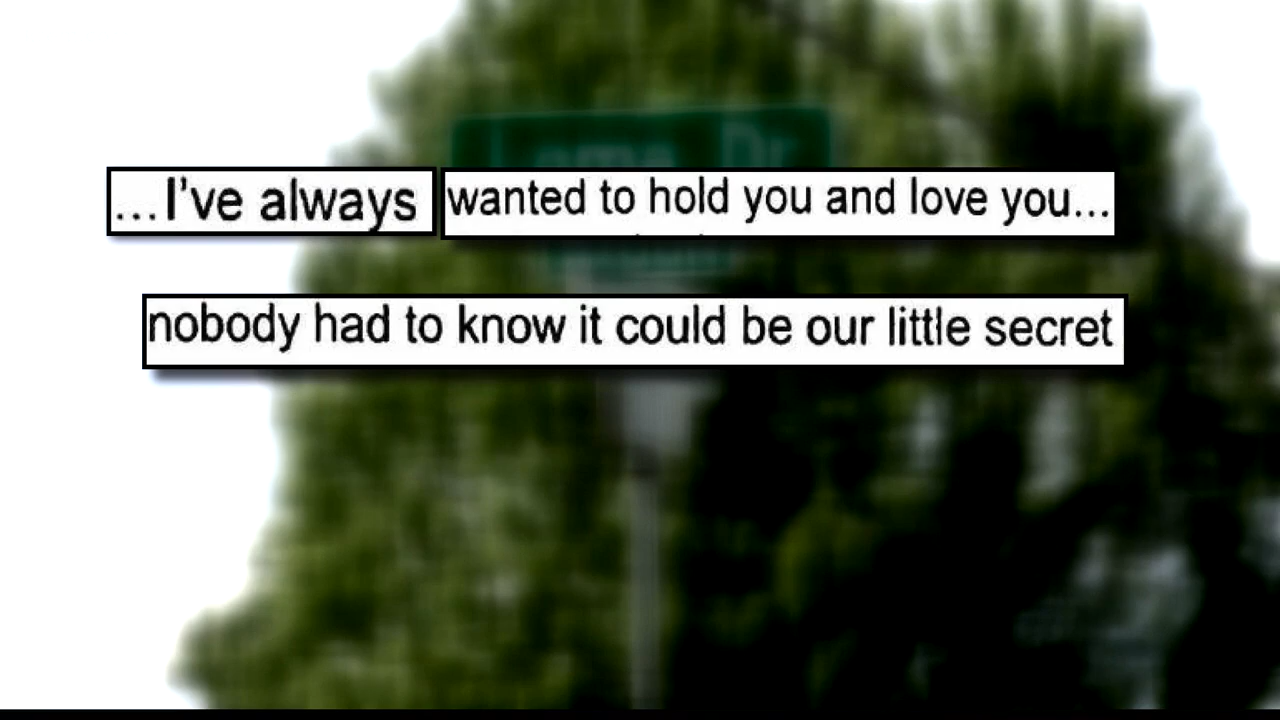 …I've always wanted to hold you and love you…
nobody had to know it could be our little secret